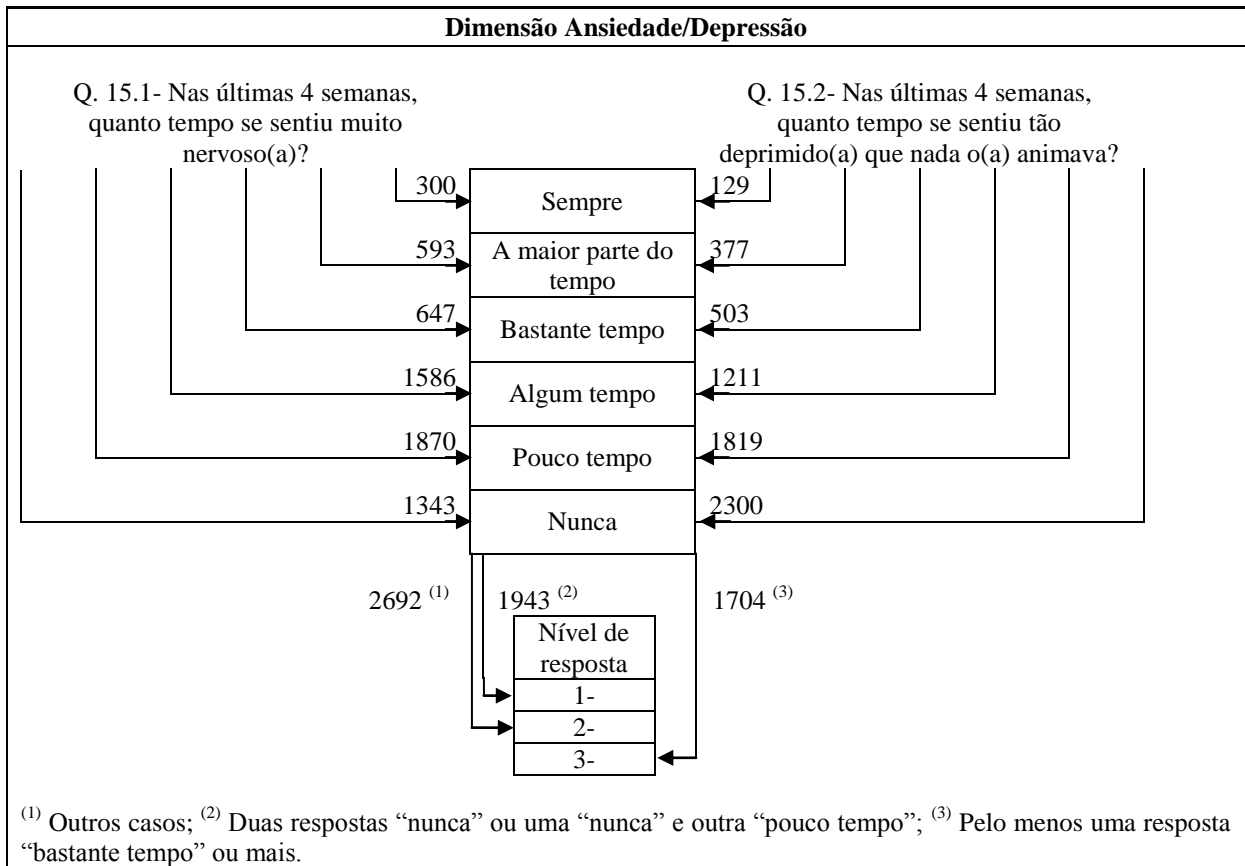 Dimensão Ansiedade/Depressão
Q. 15.1- Nas últimas 4 semanas,
quanto tempo se sentiu muito
nervoso(a)?
Q. 15.2- Nas últimas 4 semanas,
quanto tempo se sentiu tão
deprimido(a) que nada o(a) animava?
300 Sempre 129
593 A maior parte do 377
tempo
647 Bastante tempo 503
1586 Algum tempo 1211
1870 Pouco tempo 1819
1343 Nunca 2300
2692 (1) 1943 (2) 1704 (3)
Nível de
resposta
1-
2-
3-
(1) Outros casos; (2) Duas respostas “nunca” ou uma “nunca” e outra “pouco tempo”; (3) Pelo menos uma resposta
“bastante tempo” ou mais.